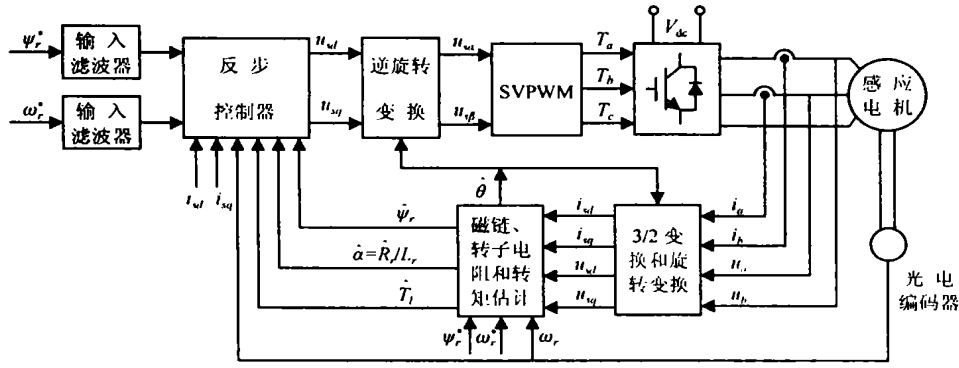 ψr*
输入
滤波器
ωr*
输入
滤波器
反步
控制器
usd
usq
逆旋转
变换
usα
usβ
SVPWM
Ta
Tb
Tc
Vdc
感应
电机
isd
isq
θ̂
ψ̂r
α̂=R̂r/Lr
T̂l
磁链、
转子电
阻和转
矩估计
isd
isq
usd
usq
3/2 变
换和旋
转变换
ia
ib
ua
ub
光电
编码器
ψr*
ωr*
ωr